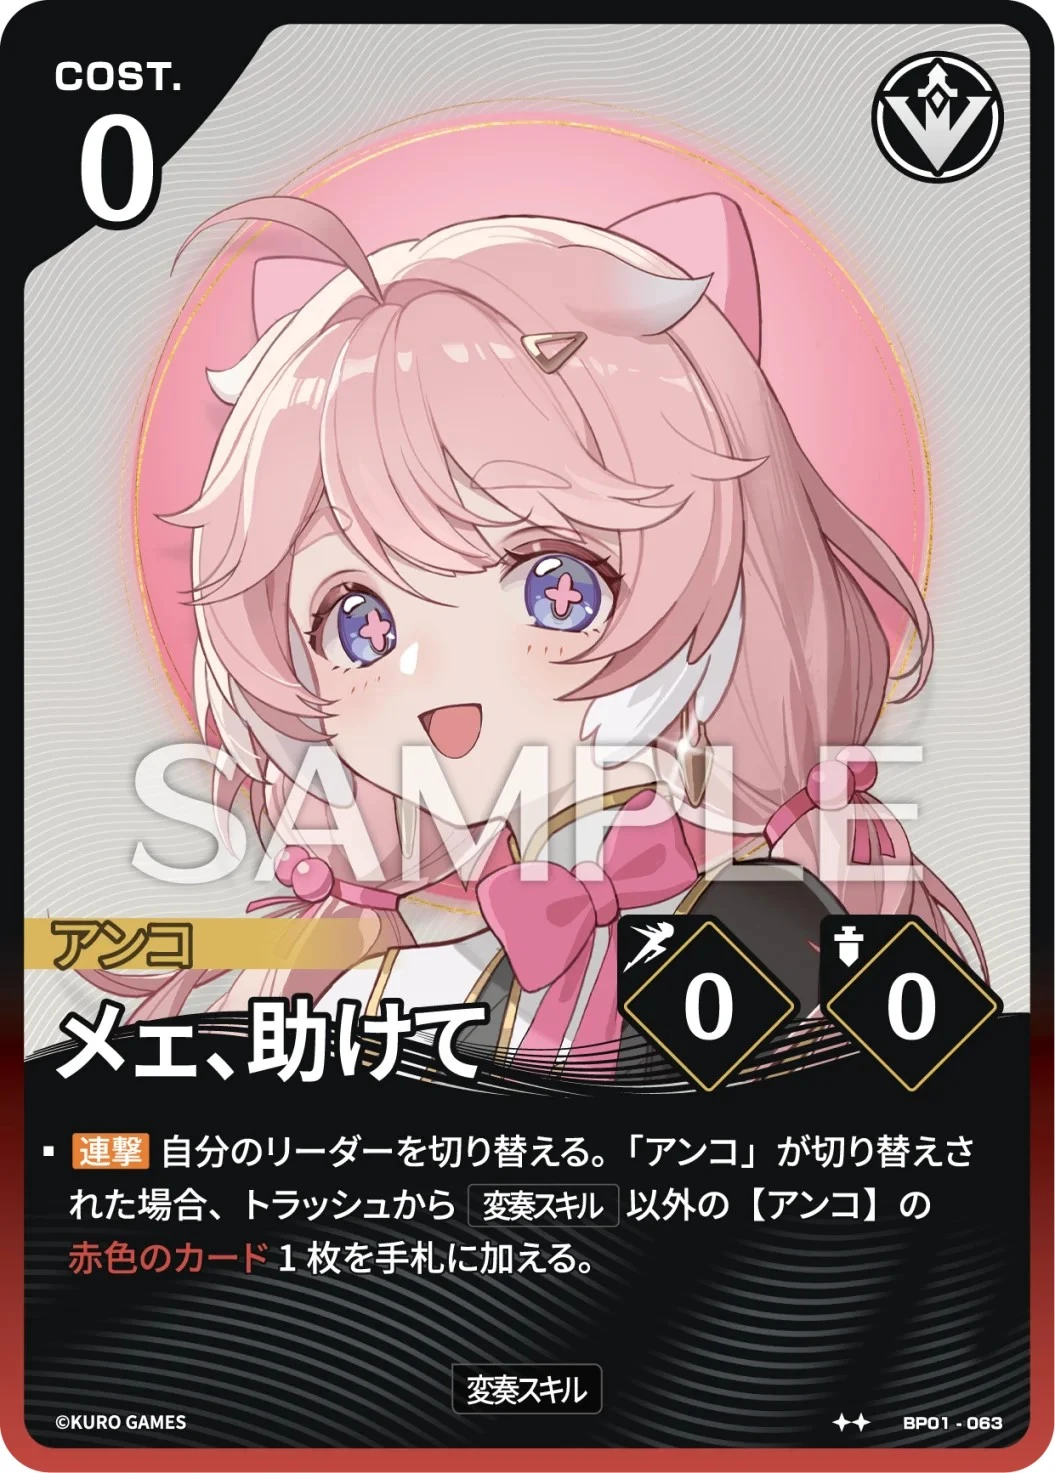 COST.
0
SAMPLE
アンコ
メェ、助けて
0
0
▪ 連撃 自分のリーダーを切り替える。「アンコ」が切り替えさ
れた場合、トラッシュから 変奏スキル 以外の【アンコ】の
赤色のカード 1 枚を手札に加える。
変奏スキル
©KURO GAMES
BP01 - 063